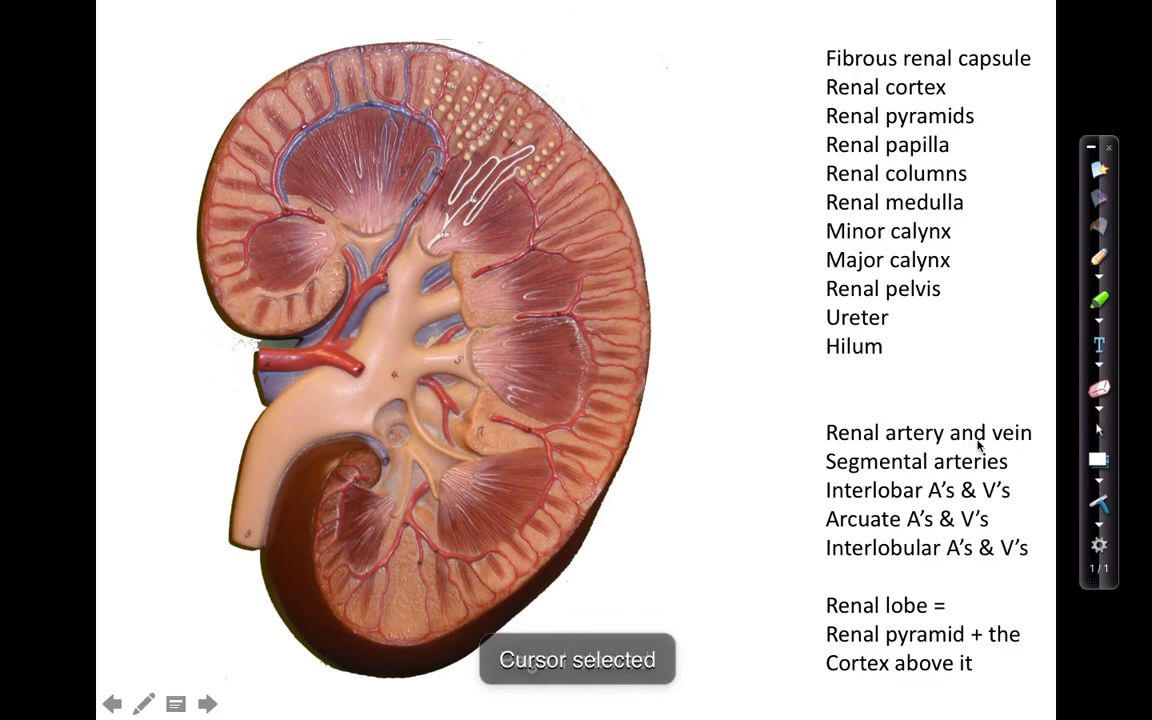 Fibrous renal capsule
Renal cortex
Renal pyramids
Renal papilla
Renal columns
Renal medulla
Minor calynx
Major calynx
Renal pelvis
Ureter
Hilum
Renal artery and vein
Segmental arteries
Interlobar A’s & V’s
Arcuate A’s & V’s
Interlobular A’s & V’s
Renal lobe =
Renal pyramid + the
Cortex above it
Cursor selected
T
1 / 1